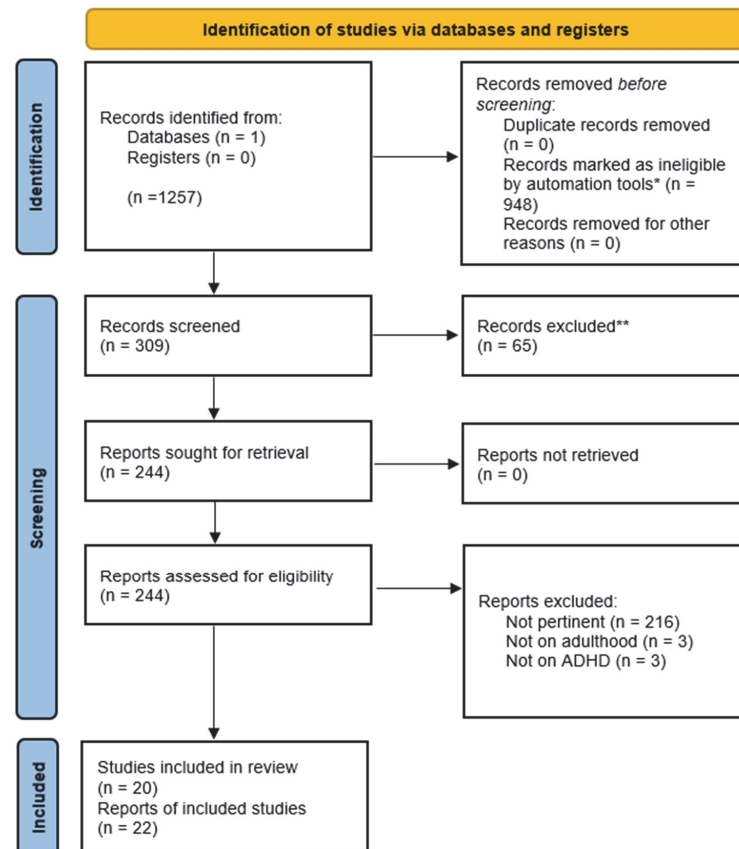 Identification of studies via databases and registers
Identification
Records identified from:
Databases (n = 1)
Registers (n = 0)
(n =1257)
Records removed before
screening:
Duplicate records removed
(n = 0)
Records marked as ineligible
by automation tools* (n =
948)
Records removed for other
reasons (n = 0)
Screening
Records screened
(n = 309)
Records excluded**
(n = 65)
Reports sought for retrieval
(n = 244)
Reports not retrieved
(n = 0)
Reports assessed for eligibility
(n = 244)
Reports excluded:
Not pertinent (n = 216)
Not on adulthood (n = 3)
Not on ADHD (n = 3)
Included
Studies included in review
(n = 20)
Reports of included studies
(n = 22)